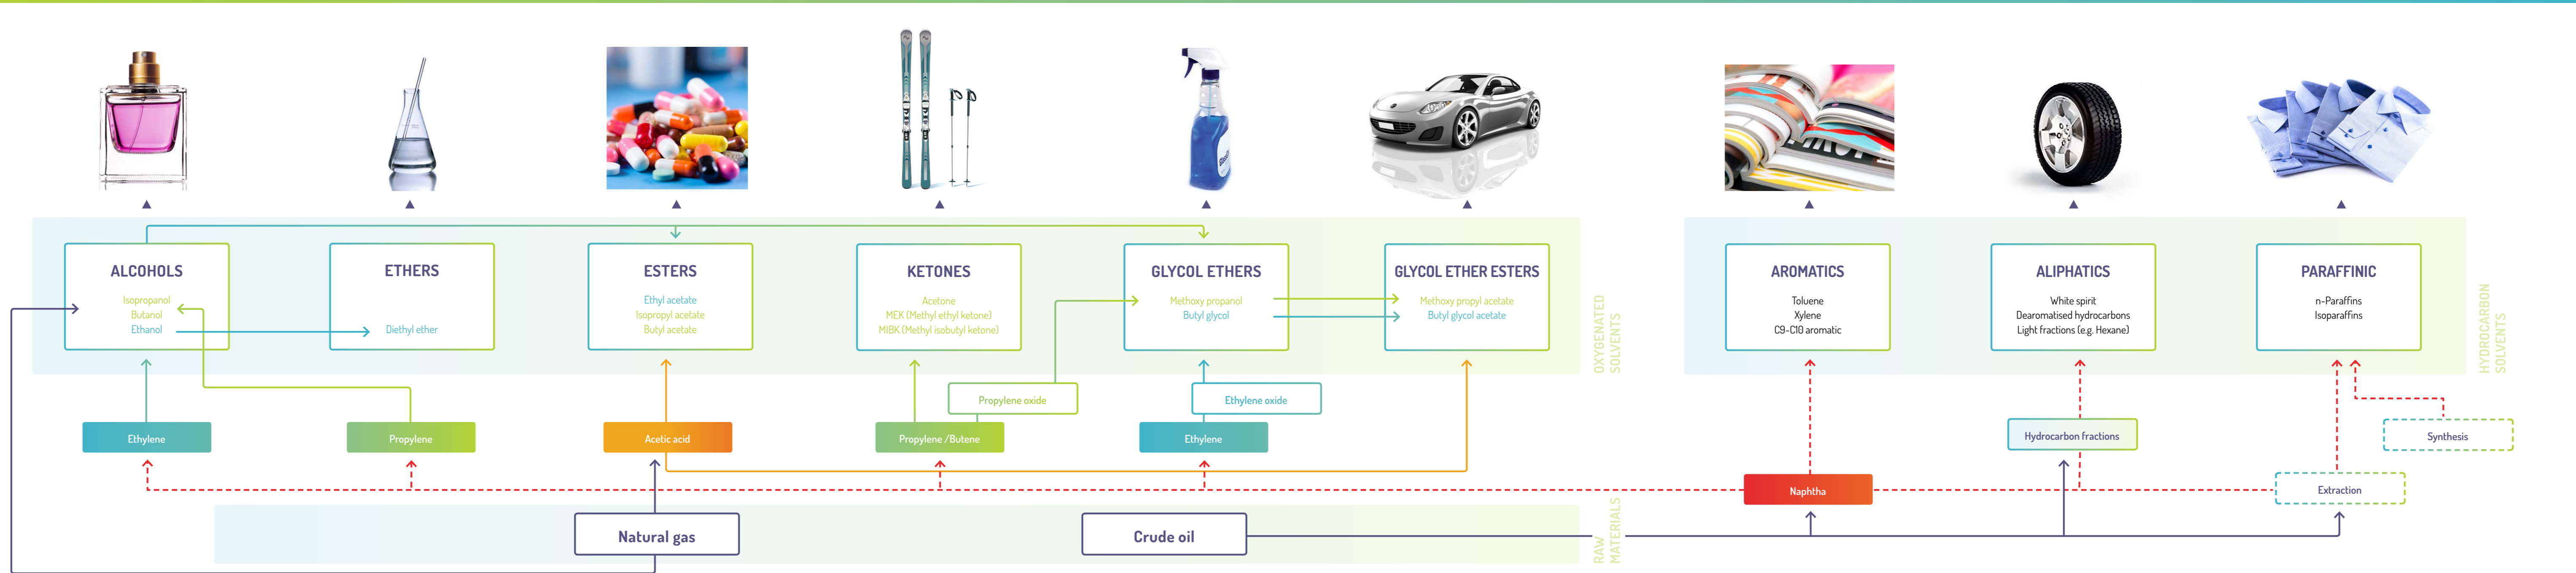 ALCOHOLS
Isopropanol
Butanol
Ethanol
ETHERS
Diethyl ether
ESTERS
Ethyl acetate
Isopropyl acetate
Butyl acetate
KETONES
Acetone
MEK (Methyl ethyl ketone)
MIBK (Methyl isobutyl ketone)
GLYCOL ETHERS
Methoxy propanol
Butyl glycol
GLYCOL ETHER ESTERS
Methoxy propyl acetate
Butyl glycol acetate
OXYGENATED
SOLVENTS
AROMATICS
Toluene
Xylene
C9-C10 aromatic
ALIPHATICS
White spirit
Dearomatised hydrocarbons
Light fractions (e.g. Hexane)
PARAFFINIC
n-Paraffins
Isoparaffins
HYDROCARBON
SOLVENTS
Propylene oxide
Ethylene oxide
Ethylene
Propylene
Acetic acid
Propylene /Butene
Ethylene
Hydrocarbon fractions
Synthesis
Naphtha
Extraction
Natural gas
Crude oil
RAW
MATERIALS